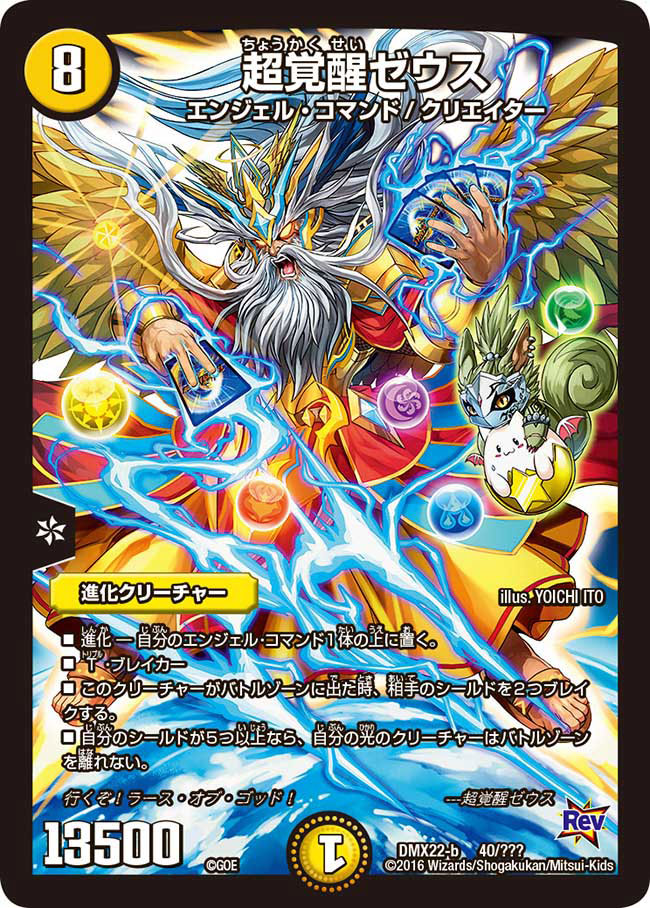 8
ちょうかくせい
超覚醒ゼウス
エンジェル・コマンド / クリエイター
進化クリーチャー
illus. YOICHI ITO
■ 進化 ― 自分のエンジェル・コマンド1体の上に置く。
■ T・ブレイカー
■ このクリーチャーがバトルゾーンに出た時、相手のシールドを2つブレイ
クする。
■ 自分のシールドが5つ以上なら、自分の光のクリーチャーはバトルゾーン
を離れない。
行くぞ!ラース・オブ・ゴッド! ---超覚醒ゼウス
Rev
13500
1
©GOE
DMX22-b 40/???
©2016 Wizards/Shogakukan/Mitsui-Kids